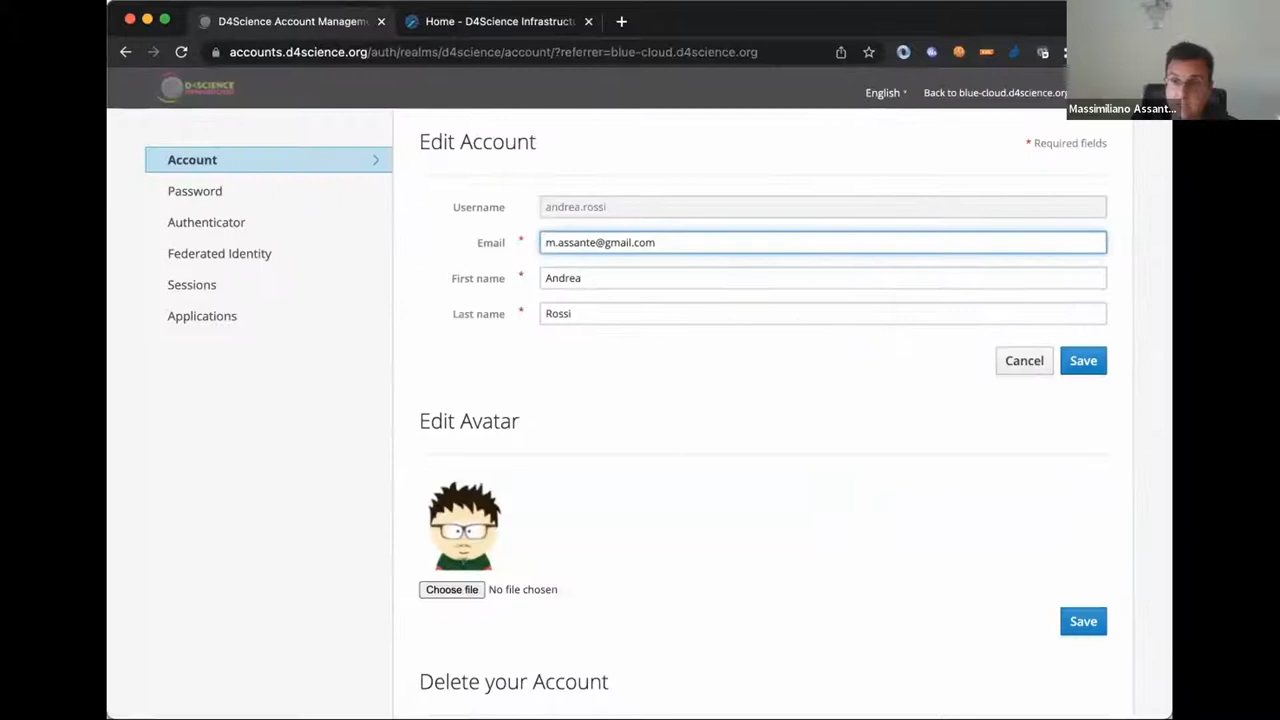 D4Science Account Managem
Home - D4Science Infrastruct
accounts.d4science.org/auth/realms/d4science/account/?referrer=blue-cloud.d4science.org
D4SCIENCE
English
Back to blue-cloud.d4science.org
Massimiliano Assant...
Account
Password
Authenticator
Federated Identity
Sessions
Applications
Edit Account
* Required fields
Username
andrea.rossi
Email *
m.assante@gmail.com
First name *
Andrea
Last name *
Rossi
Cancel
Save
Edit Avatar
Choose file No file chosen
Save
Delete your Account